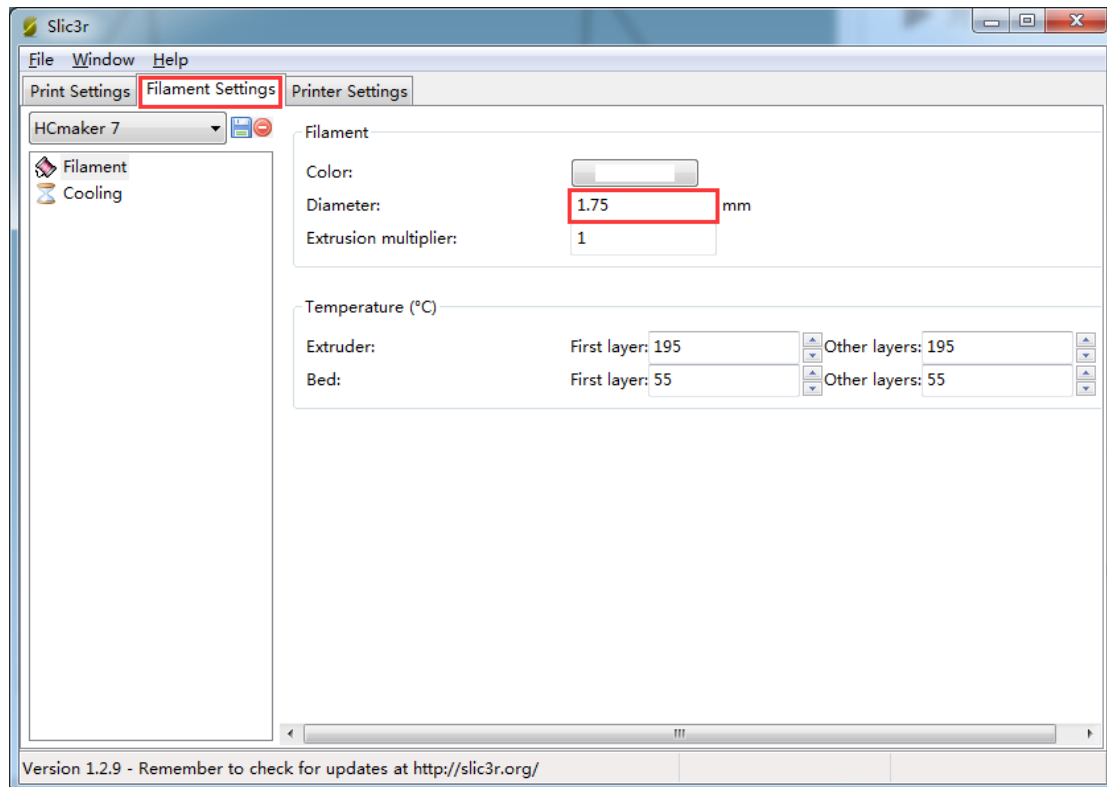 Slic3r
File Window Help
Print Settings Filament Settings Printer Settings
HCmaker 7
Filament
Cooling
Filament
Color:
Diameter: 1.75 mm
Extrusion multiplier: 1
Temperature (°C)
Extruder: First layer: 195 Other layers: 195
Bed: First layer: 55 Other layers: 55
Version 1.2.9 - Remember to check for updates at http://slic3r.org/